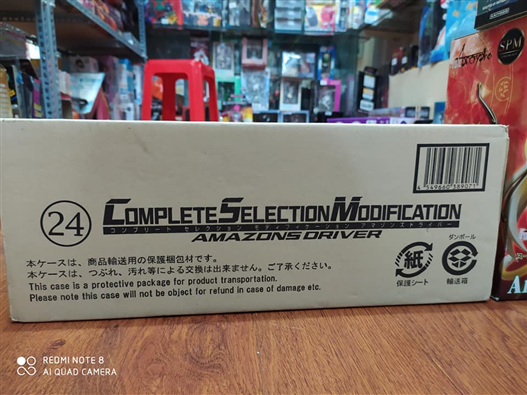 SPM
24
COMPLETE SELECTION MODIFICATION
コンプリート セレクション モディフィケーション アマゾンズドライバー
AMAZONS DRIVER
本ケースは、商品輸送用の保護梱包材です。
本ケースは、つぶれ、汚れ等による交換は出来ません。ご了承ください。
This case is a protective package for product transportation.
Please note this case will not be object for refund in case of damage etc.
紙
保護シート
ダンボール
輸送箱
REDMI NOTE 8
AI QUAD CAMERA